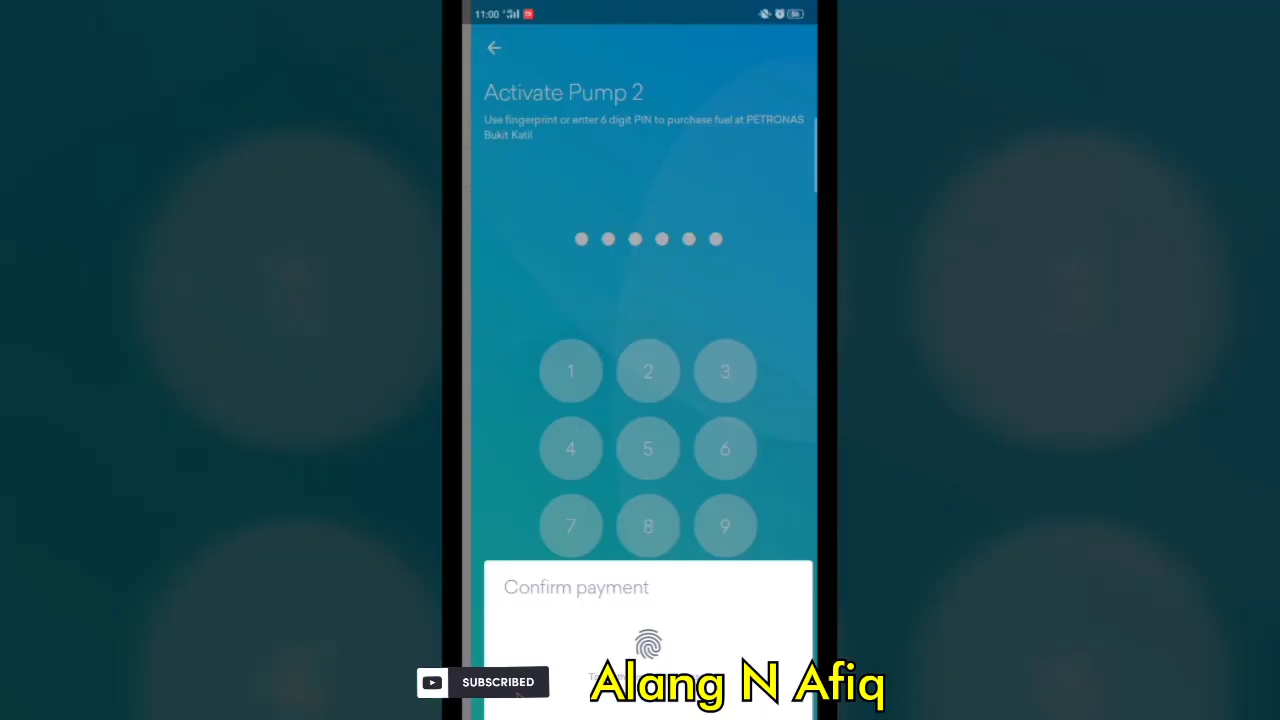 11:00
Activate Pump 2
Use fingerprint or enter 6 digit PIN to purchase fuel at PETRONAS
Bukit Katil
1 2 3
4 5 6
7 8 9
Confirm payment
SUBSCRIBED
Alang N Afiq